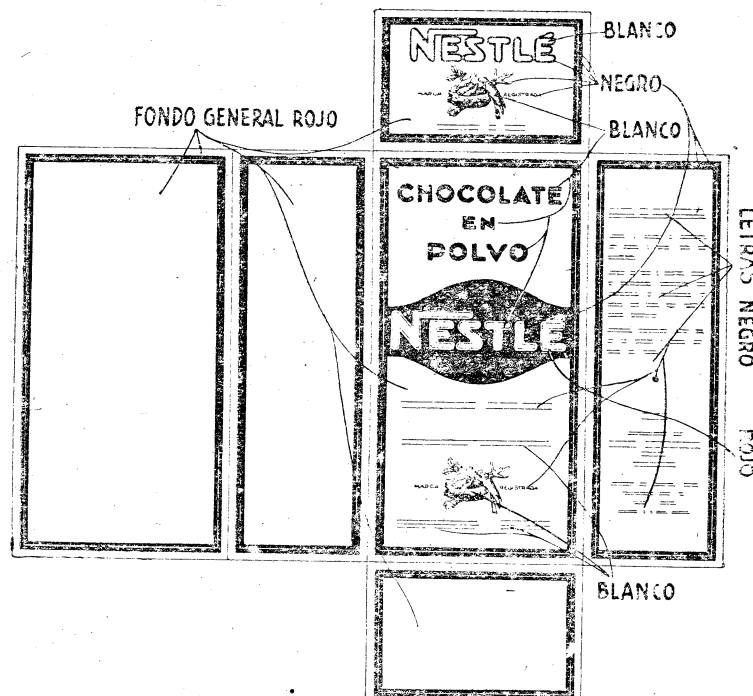 NESTLÉ
MARCA REGISTRADA
BLANCO
NEGRO
BLANCO
FONDO GENERAL ROJO
CHOCOLATE
EN
POLVO
NESTLÉ
MARCA REGISTRADA
LETRAS NEGRO
ROJO
BLANCO